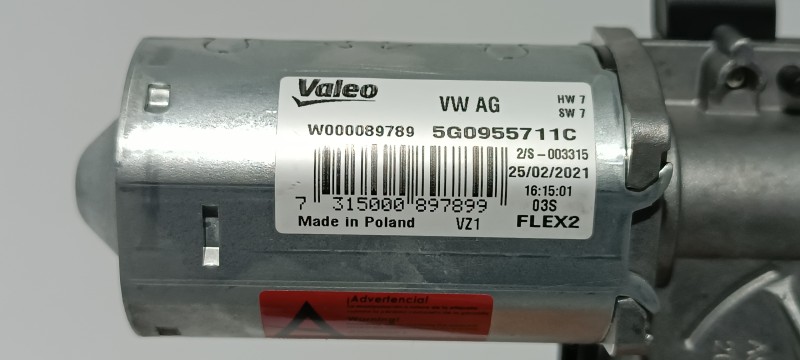 Valeo
VW AG
HW 7
SW 7
W000089789 5G0955711C
2/S-003315
25/02/2021
16:15:01
7 315000 897899
03S
Made in Poland VZ1 FLEX2
¡Advertencia!